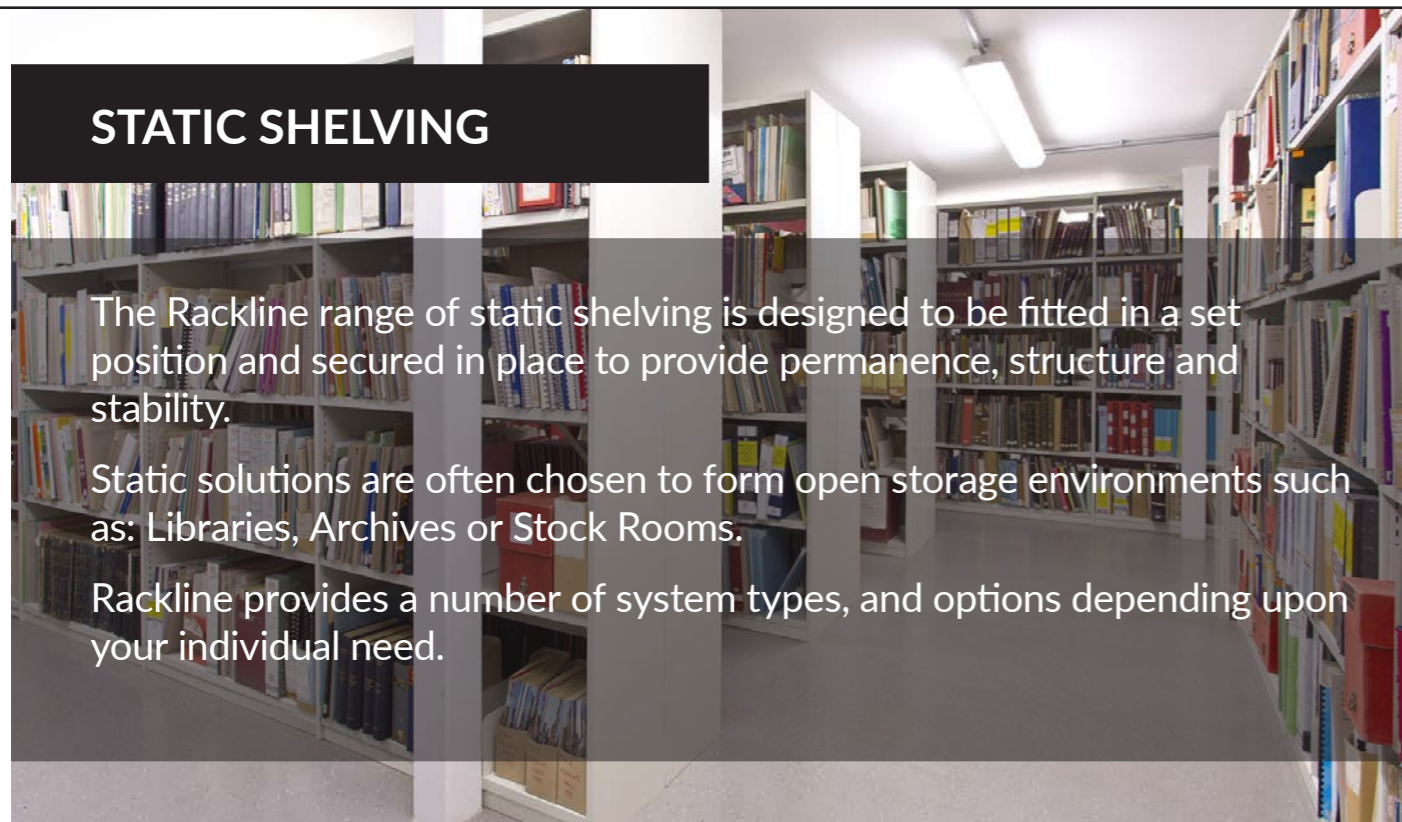 STATIC SHELVING
The Rackline range of static shelving is designed to be fitted in a set
position and secured in place to provide permanence, structure and
stability.
Static solutions are often chosen to form open storage environments such
as: Libraries, Archives or Stock Rooms.
Rackline provides a number of system types, and options depending upon
your individual need.